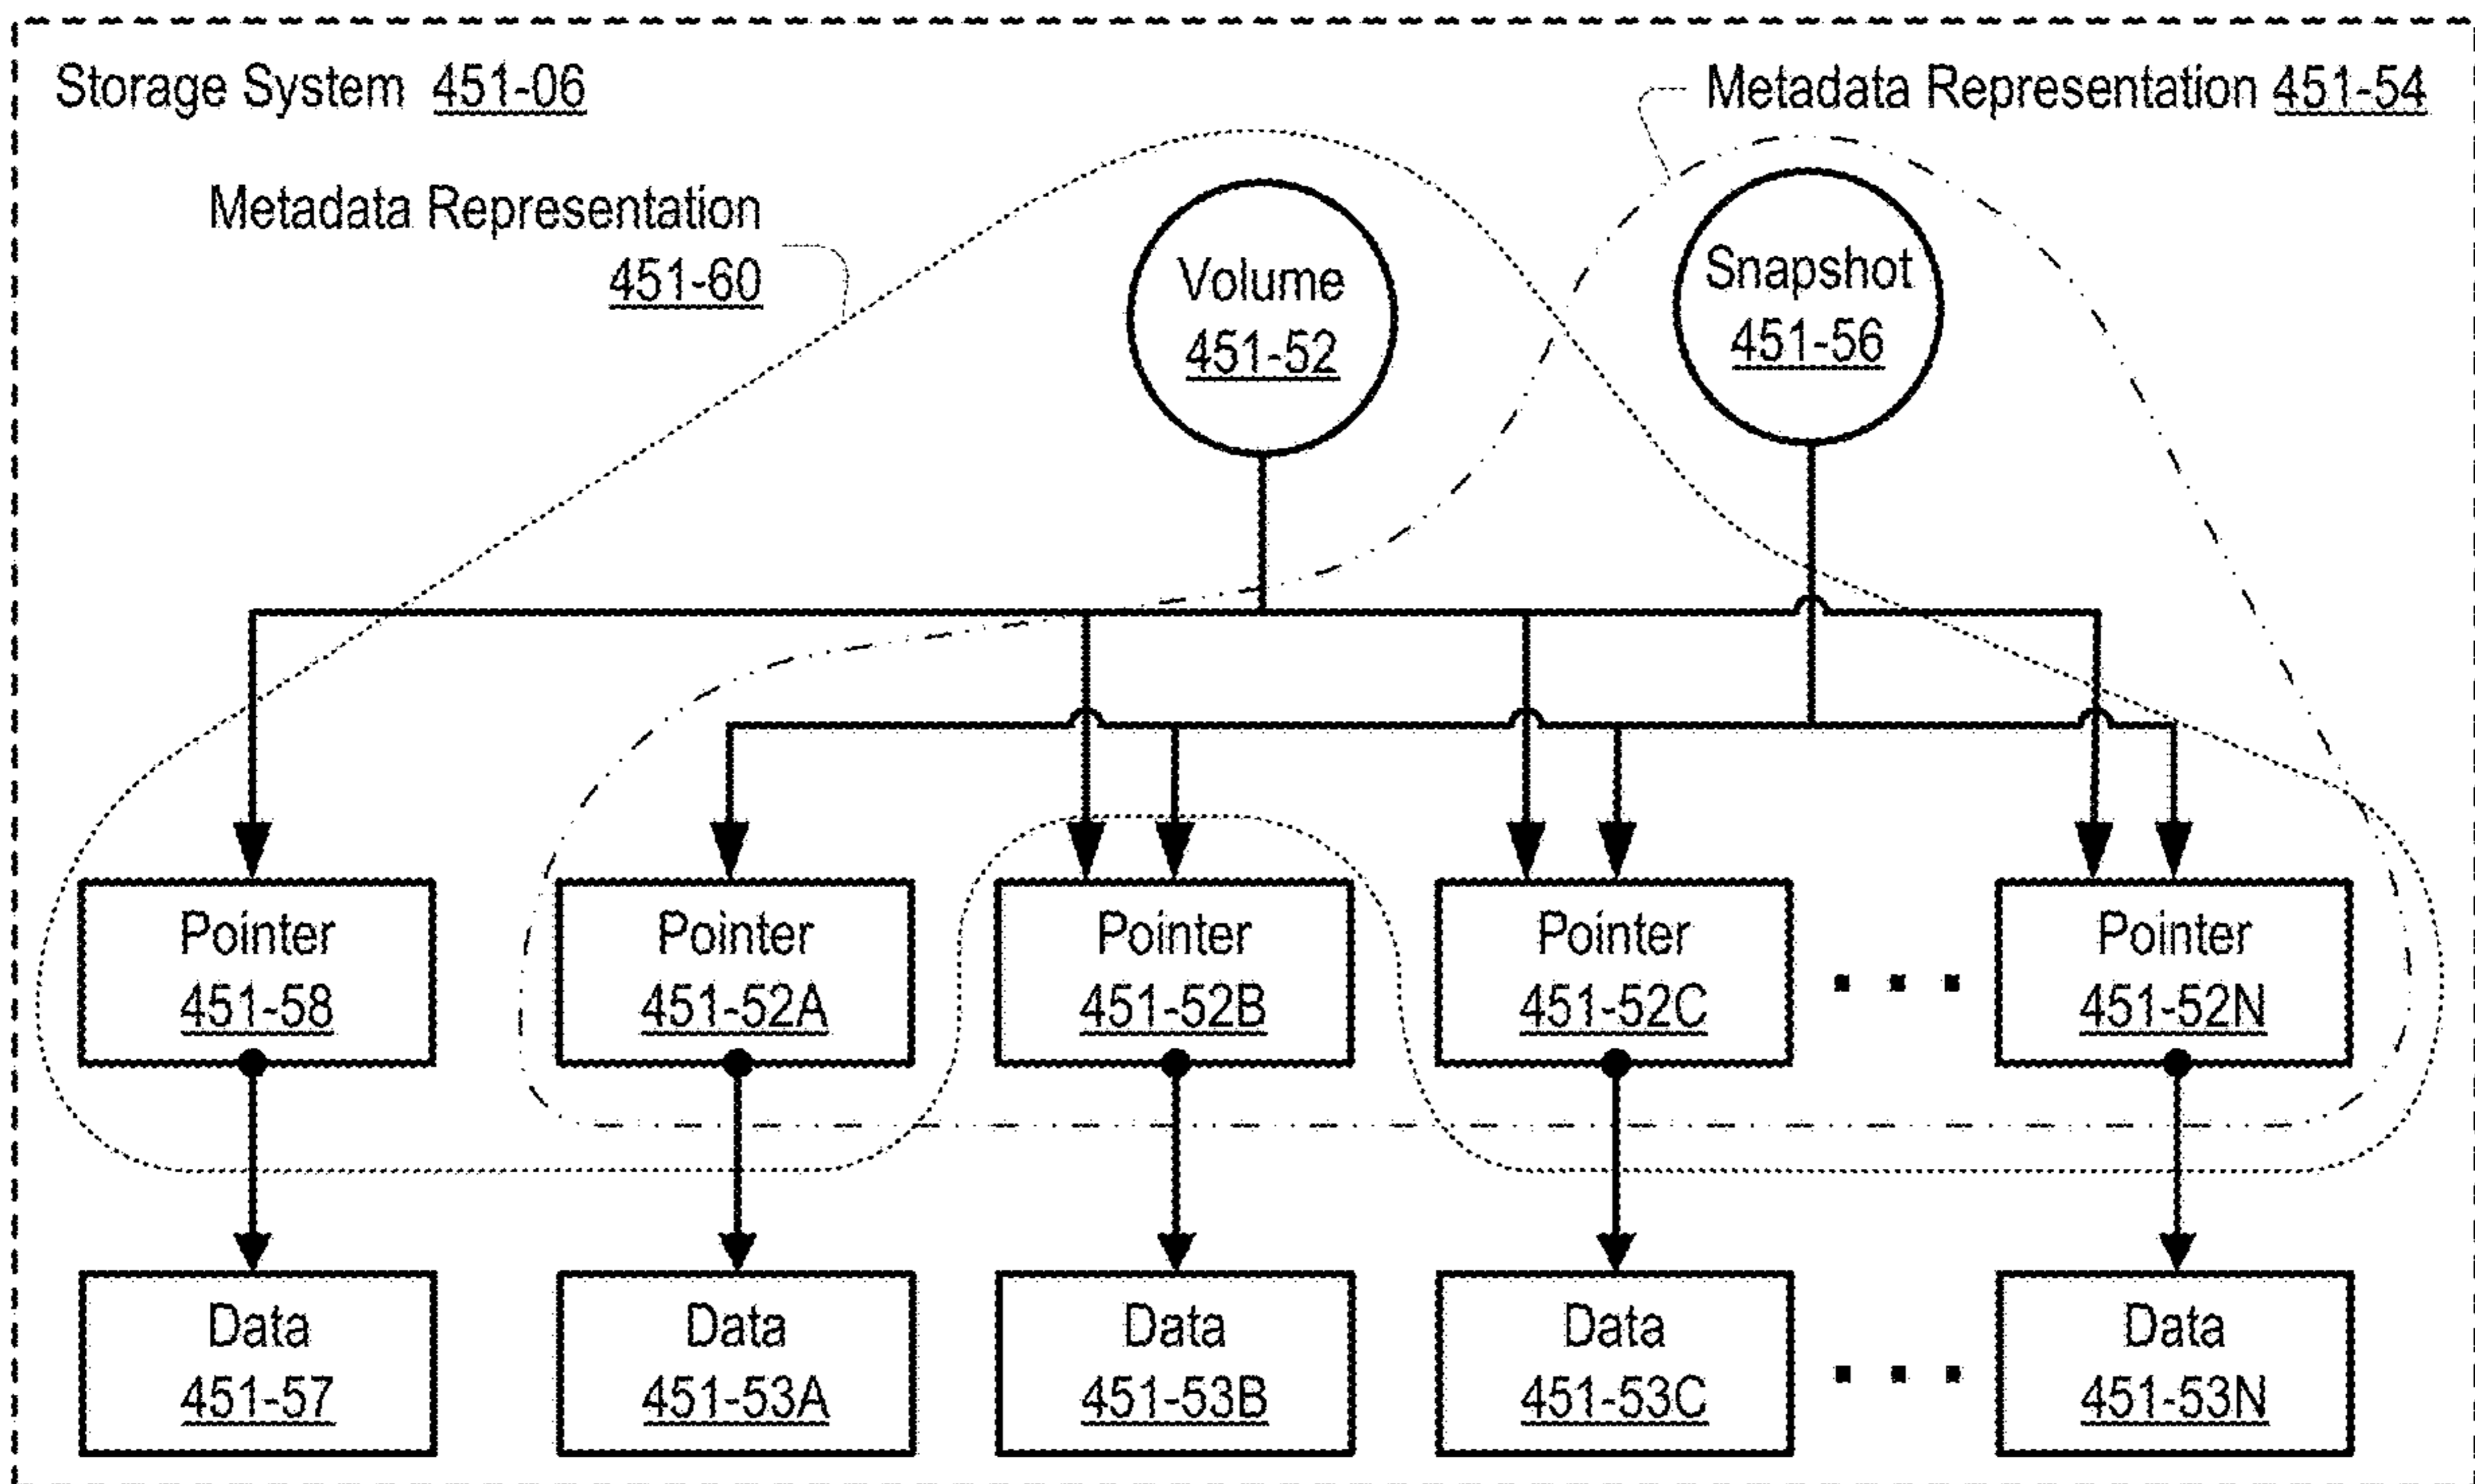 Storage System 451-06
Metadata Representation 451-54
Metadata Representation
451-60
Volume
451-52
Snapshot
451-56
Pointer
451-58
Pointer
451-52A
Pointer
451-52B
Pointer
451-52C
. . .
Pointer
451-52N
Data
451-57
Data
451-53A
Data
451-53B
Data
451-53C
. . .
Data
451-53N